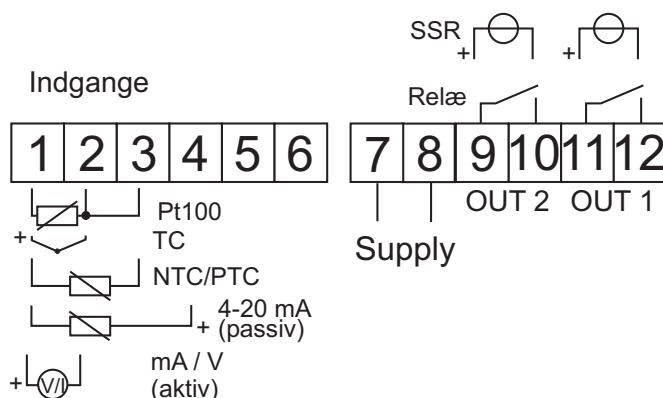 SSR
+ +
Indgange
Relæ
1 2 3 4 5 6 7 8 9 10 11 12
OUT 2 OUT 1
Pt100
+ TC
Supply
NTC/PTC
+ 4-20 mA
(passiv)
mA / V
+ V/I (aktiv)